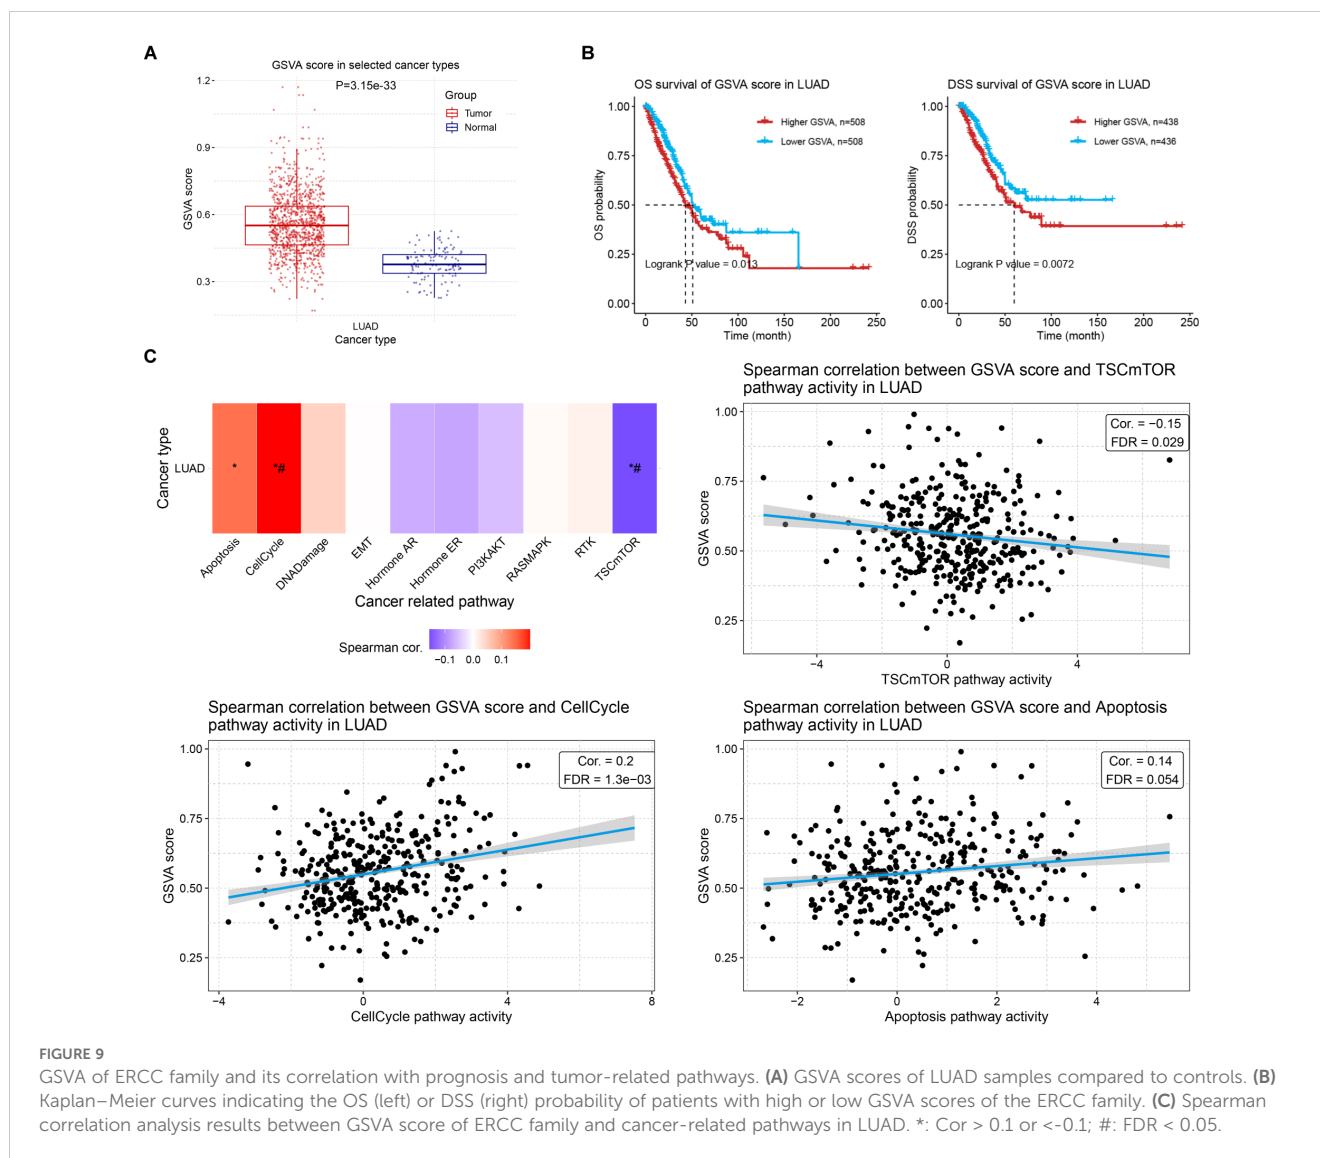 A
GSVA score in selected cancer types
P=3.15e-33
Group
Tumor
Normal
1.2
0.9
0.6
0.3
GSVA score
LUAD
Cancer type
B
OS survival of GSVA score in LUAD
Higher GSVA, n=508
Lower GSVA, n=508
1.00
0.75
0.50
0.25
0.00
OS probability
Logrank P value = 0.013
0 50 100 150 200 250
Time (month)
DSS survival of GSVA score in LUAD
Higher GSVA, n=438
Lower GSVA, n=436
1.00
0.75
0.50
0.25
0.00
DSS probability
Logrank P value = 0.0072
0 50 100 150 200 250
Time (month)
C
Cancer type
LUAD
* *# *#
Apoptosis
CellCycle
DNADamage
EMT
Hormone AR
Hormone ER
PI3KAKT
RASMAPK
RTK
TSCmTOR
Cancer related pathway
Spearman cor.
−0.1 0.0 0.1
Spearman correlation between GSVA score and TSCmTOR
pathway activity in LUAD
Cor. = −0.15
FDR = 0.029
1.00
0.75
0.50
0.25
GSVA score
−4 0 4
TSCmTOR pathway activity
Spearman correlation between GSVA score and CellCycle
pathway activity in LUAD
Cor. = 0.2
FDR = 1.3e−03
1.00
0.75
0.50
0.25
GSVA score
−4 0 4 8
CellCycle pathway activity
Spearman correlation between GSVA score and Apoptosis
pathway activity in LUAD
Cor. = 0.14
FDR = 0.054
1.00
0.75
0.50
0.25
GSVA score
−2 0 2 4
Apoptosis pathway activity
FIGURE 9
GSVA of ERCC family and its correlation with prognosis and tumor-related pathways. (A) GSVA scores of LUAD samples compared to controls. (B)
Kaplan–Meier curves indicating the OS (left) or DSS (right) probability of patients with high or low GSVA scores of the ERCC family. (C) Spearman
correlation analysis results between GSVA score of ERCC family and cancer-related pathways in LUAD. *: Cor > 0.1 or <-0.1; #: FDR < 0.05.